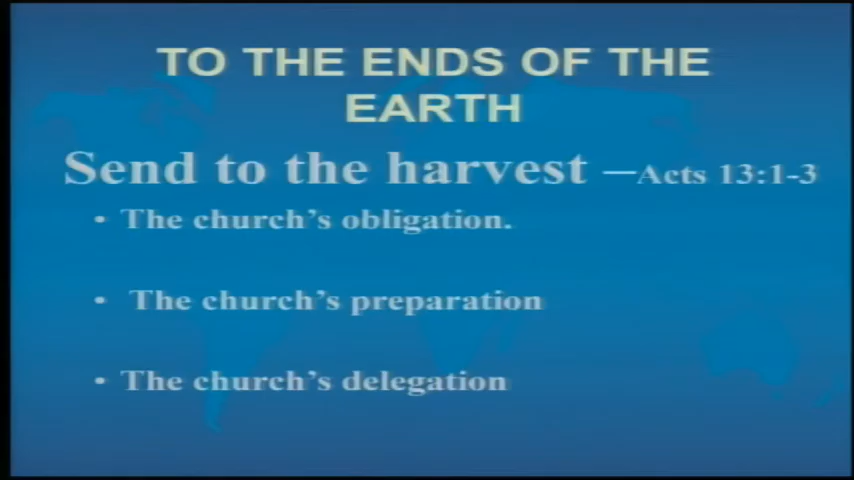 TO THE ENDS OF THE
EARTH
Send to the harvest –Acts 13:1-3
• The church's obligation.
• The church's preparation
• The church's delegation